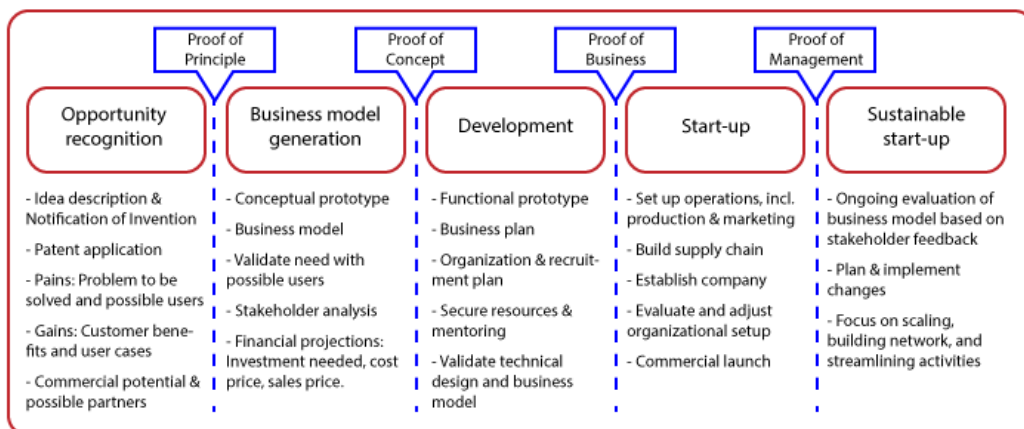 Proof of
Principle
Proof of
Concept
Proof of
Business
Proof of
Management
Opportunity
recognition
- Idea description &
Notification of Invention
- Patent application
- Pains: Problem to be
solved and possible users
- Gains: Customer bene-
fits and user cases
- Commercial potential &
possible partners
Business model
generation
- Conceptual prototype
- Business model
- Validate need with
possible users
- Stakeholder analysis
- Financial projections:
Investment needed, cost
price, sales price.
Development
- Functional prototype
- Business plan
- Organization & recruit-
ment plan
- Secure resources &
mentoring
- Validate technical
design and business
model
Start-up
- Set up operations, incl.
production & marketing
- Build supply chain
- Establish company
- Evaluate and adjust
organizational setup
- Commercial launch
Sustainable
start-up
- Ongoing evaluation of
business model based on
stakeholder feedback
- Plan & implement
changes
- Focus on scaling,
building network, and
streamlining activities